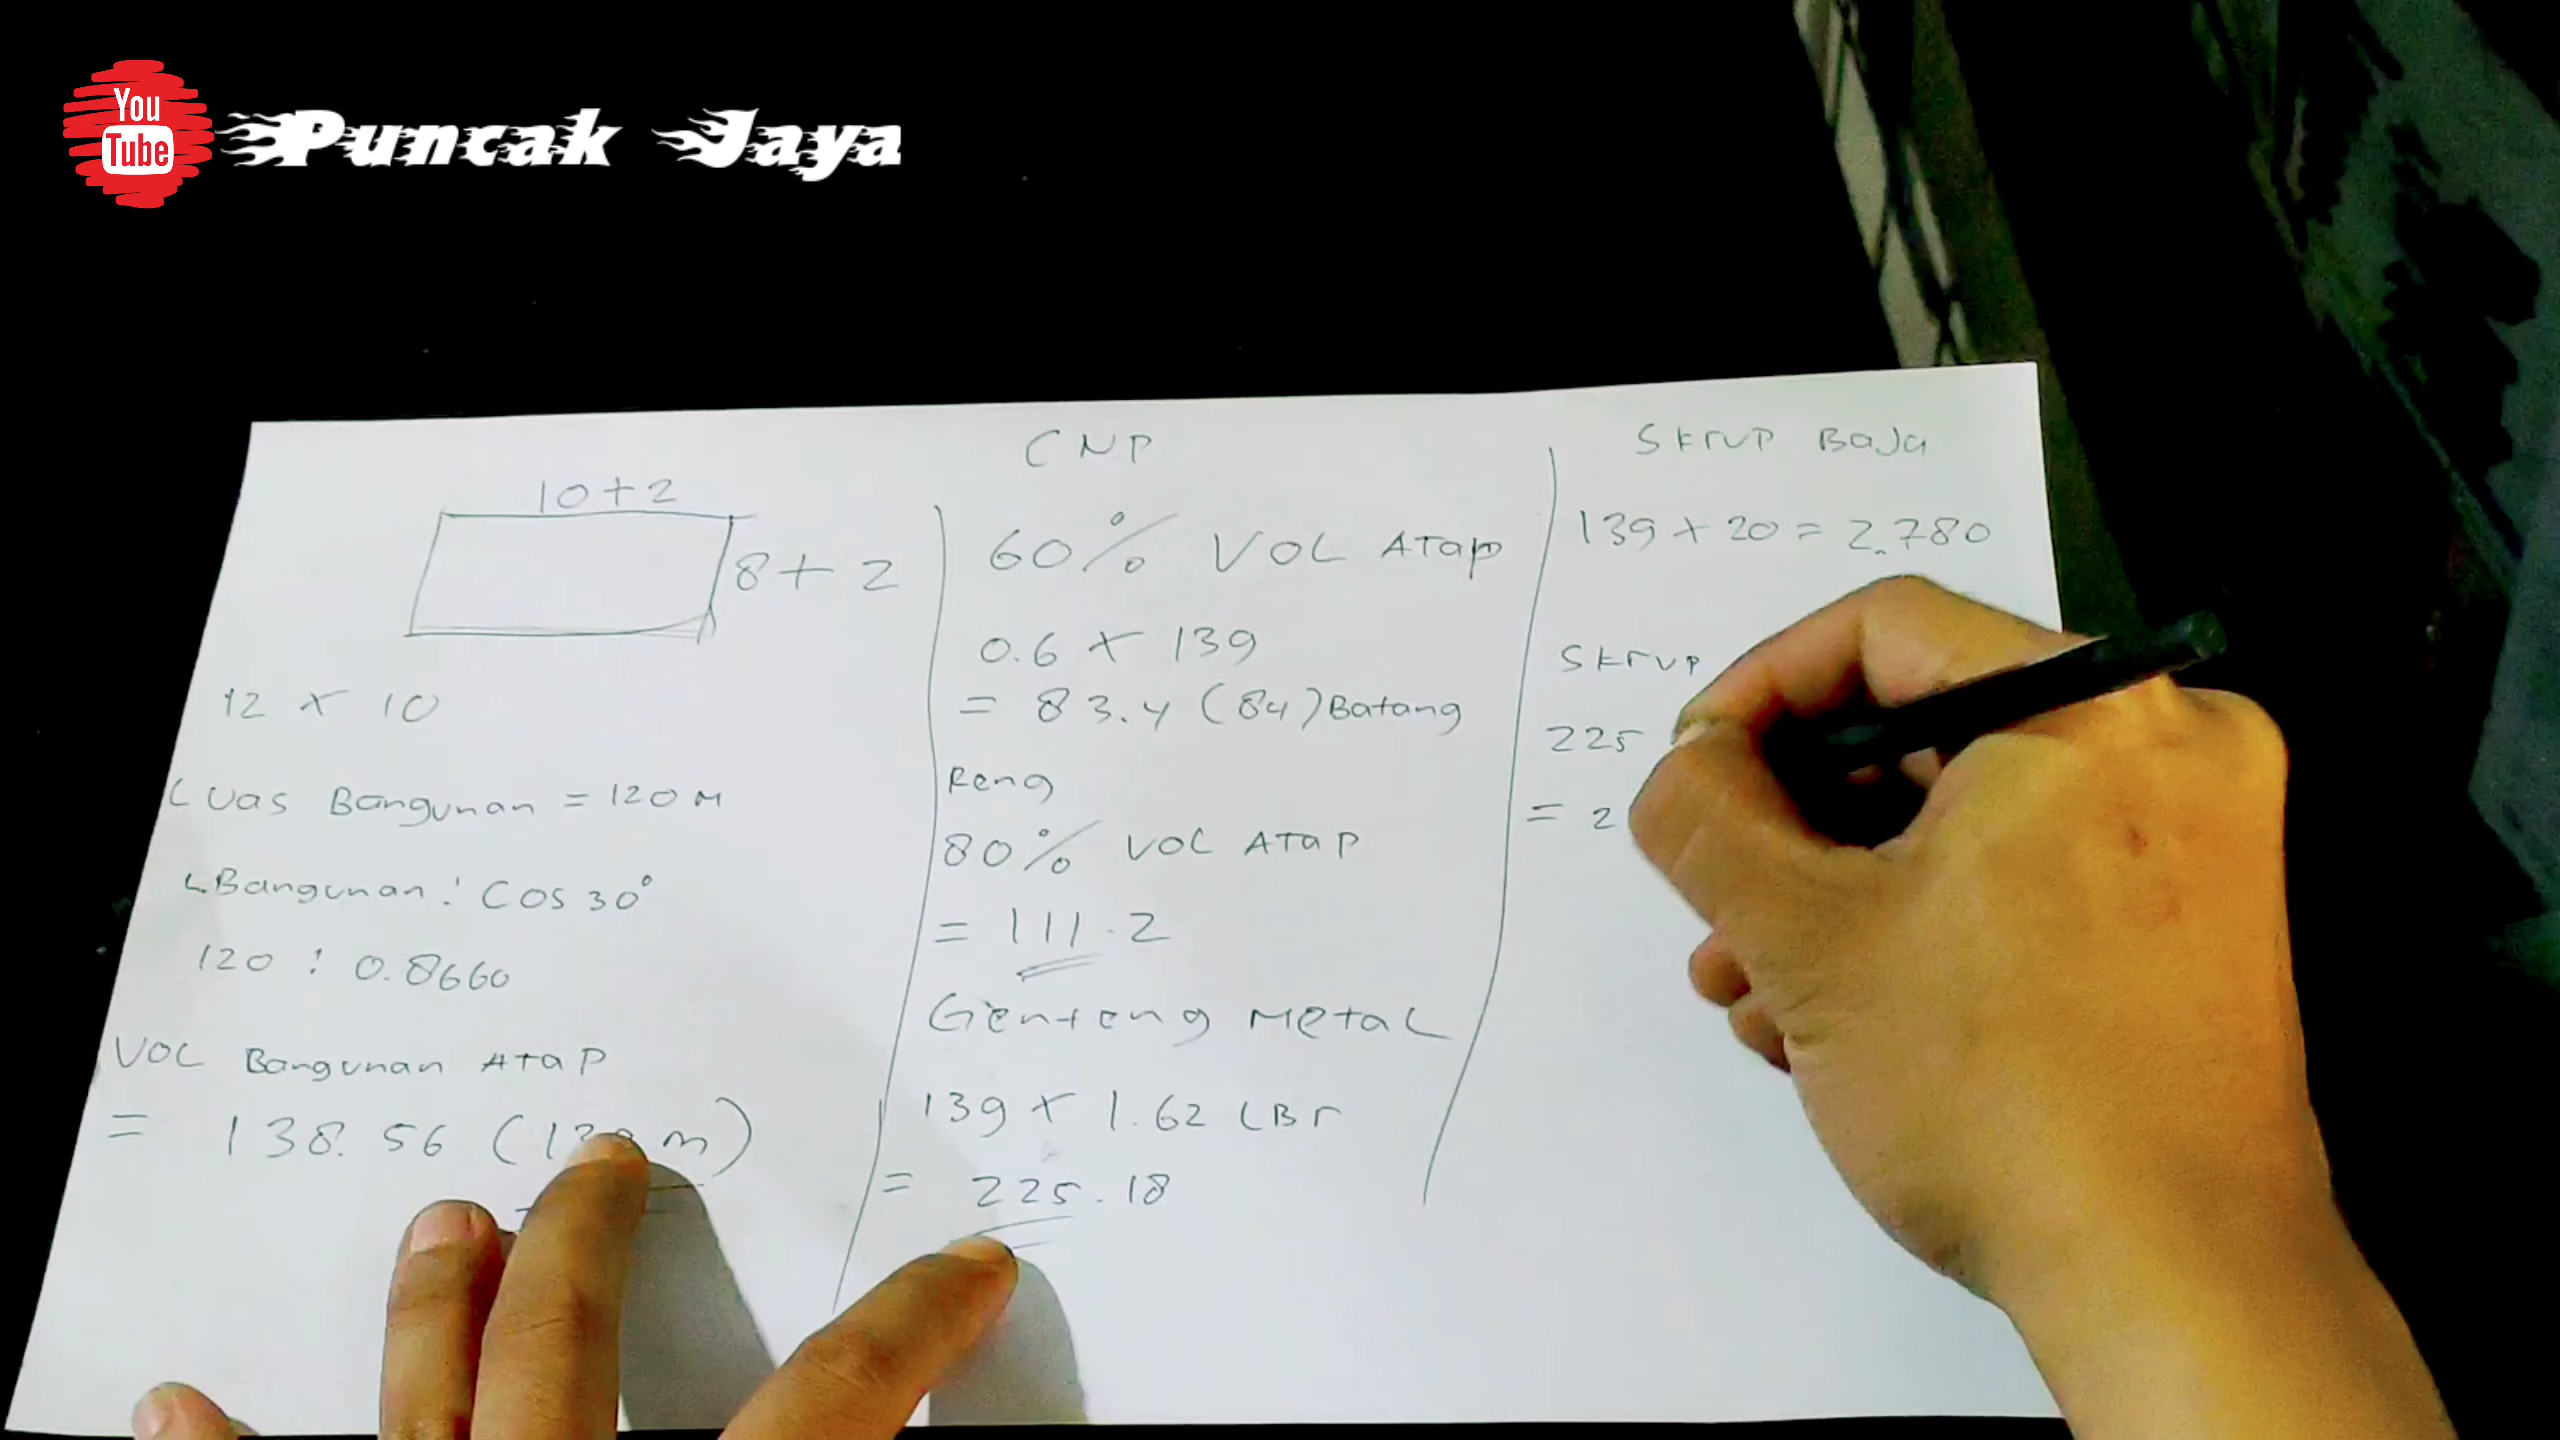 You
Tube
Puncak Jaya
10+2
8+2
12 x 10
Luas Bangunan = 120 M
L Bangunan : Cos 30°
120 : 0.8660
VOL Bangunan Atap
= 138.56 (139 m)
CNP
60% VOL ATap
0.6 x 139
= 83.4 (84) Batang
Reng
80% VOL ATaP
= 111.2
Genteng Metal
139 x 1.62 LBr
= 225.18
Skrup Baja
139 x 20 = 2.780
Skrup
225
= 2